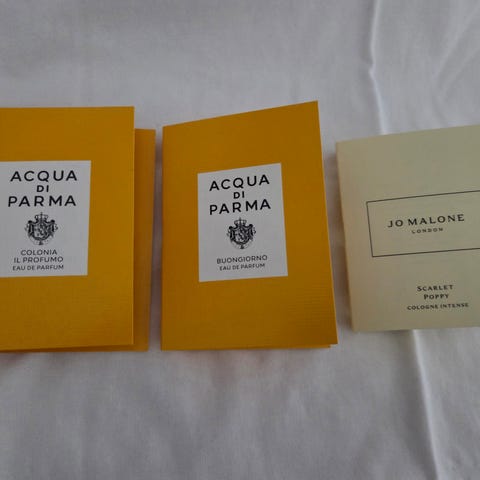 ACQUA
DI
PARMA
COLONIA
IL PROFUMO
EAU DE PARFUM
ACQUA
DI
PARMA
BUONGIORNO
EAU DE PARFUM
JO MALONE
LONDON
SCARLET
POPPY
COLOGNE INTENSE